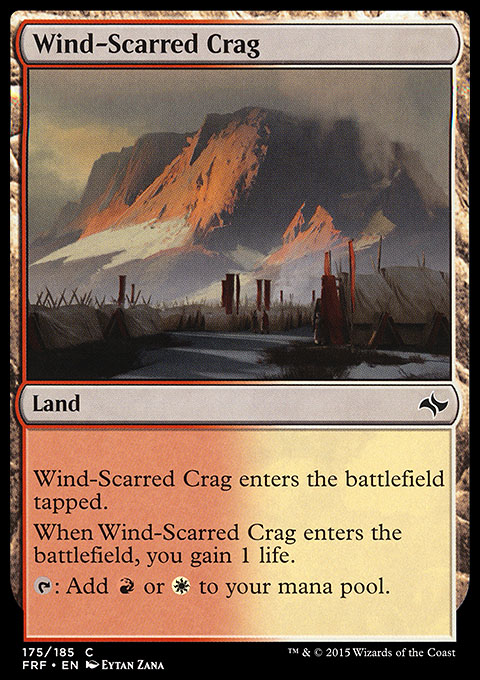 Wind-Scarred Crag
Land
Wind-Scarred Crag enters the battlefield
tapped.
When Wind-Scarred Crag enters the
battlefield, you gain 1 life.
: Add or to your mana pool.
175/185 C
FRF • EN EYTAN ZANA
™ & © 2015 Wizards of the Coast